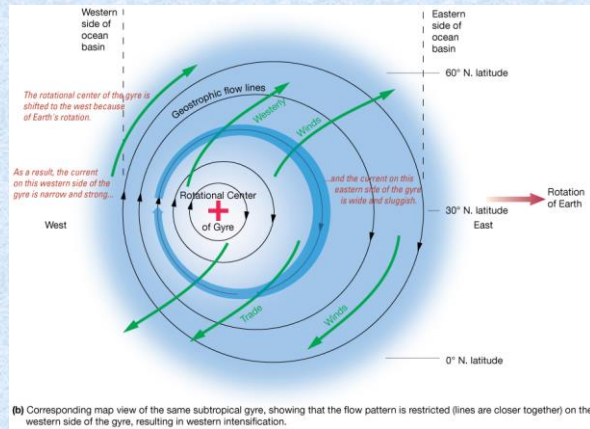 Western
side of
ocean
basin
Eastern
side of
ocean
basin
The rotational center of the gyre is
shifted to the west because
of Earth's rotation.
Geostrophic flow lines
60° N. latitude
Westerly
Winds
As a result, the current
on this western side of the
gyre is narrow and strong...
Rotational Center
of Gyre
...and the current on this
eastern side of the gyre
is wide and sluggish.
Rotation
of Earth
West
30° N. latitude
East
Trade
Winds
0° N. latitude
(b) Corresponding map view of the same subtropical gyre, showing that the flow pattern is restricted (lines are closer together) on the
western side of the gyre, resulting in western intensification.